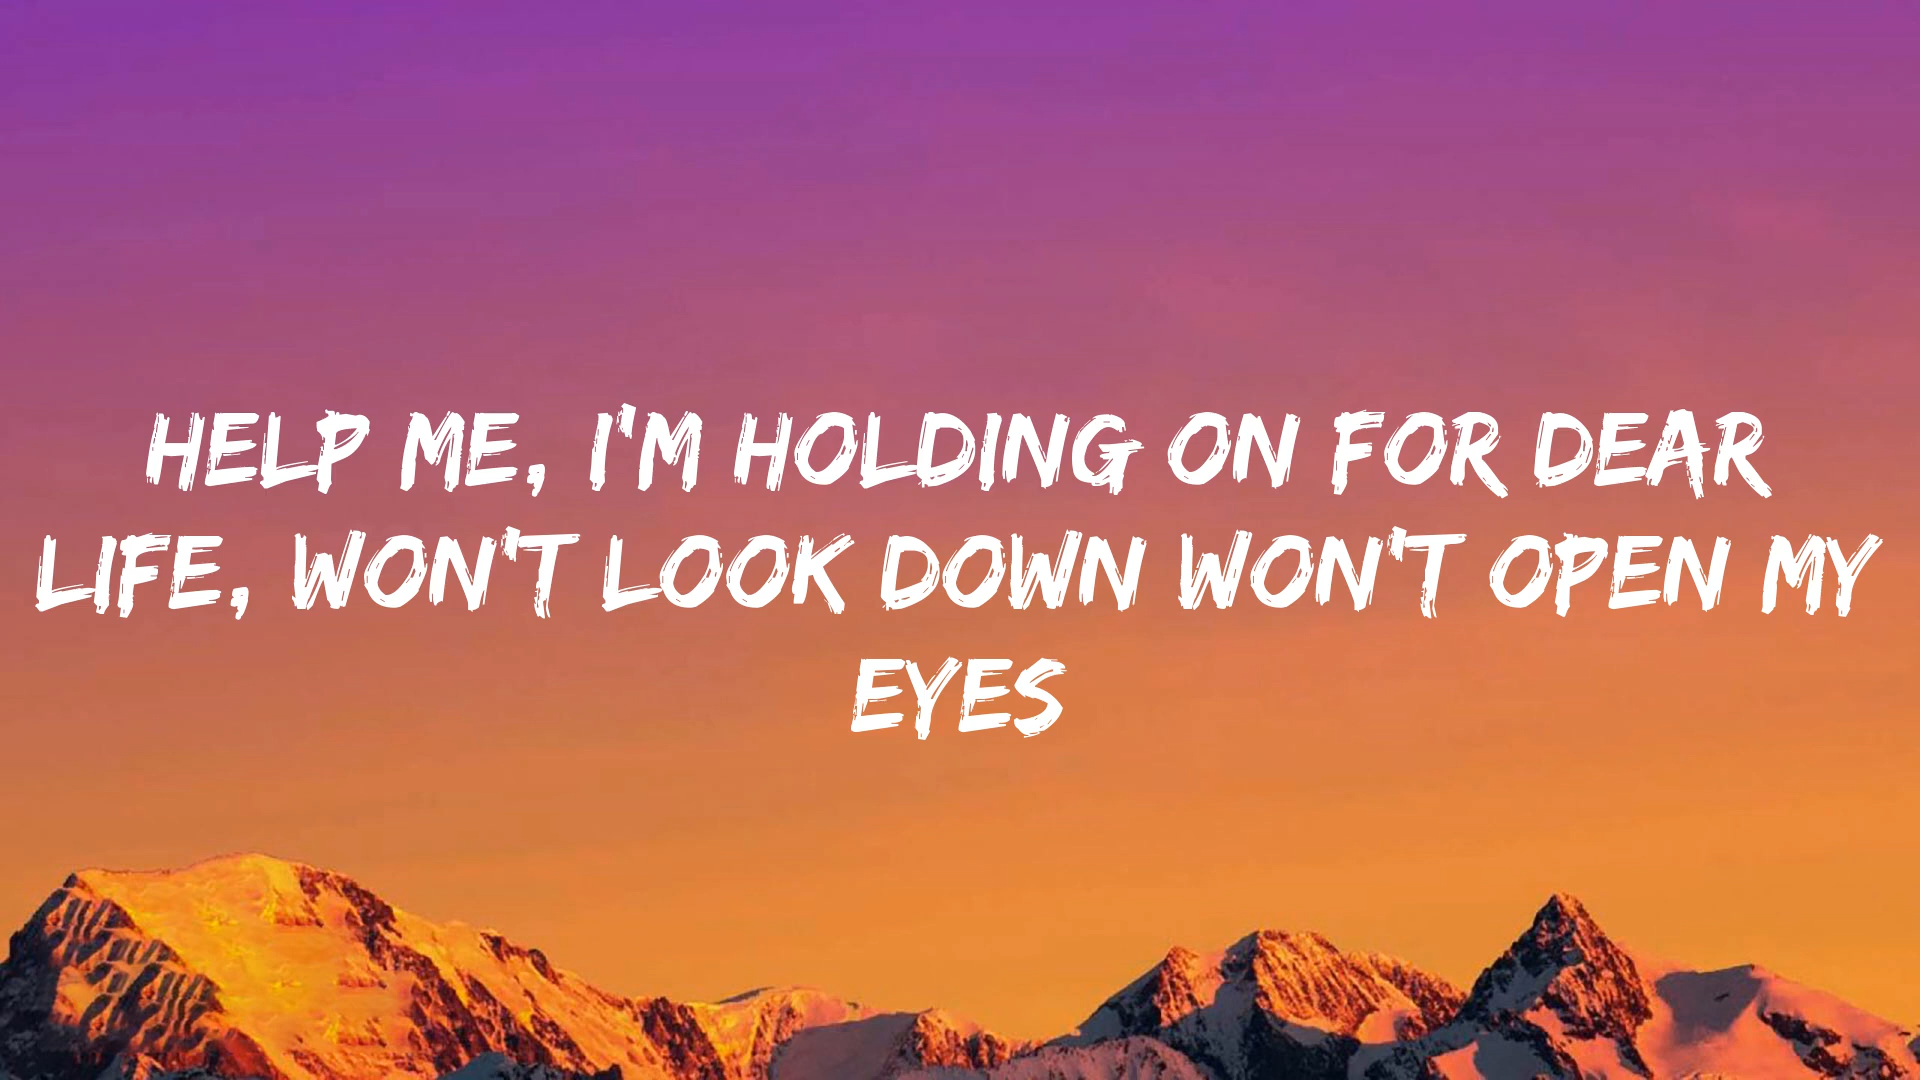 HELP ME, I'M HOLDING ON FOR DEAR
LIFE, WON'T LOOK DOWN WON'T OPEN MY
EYES